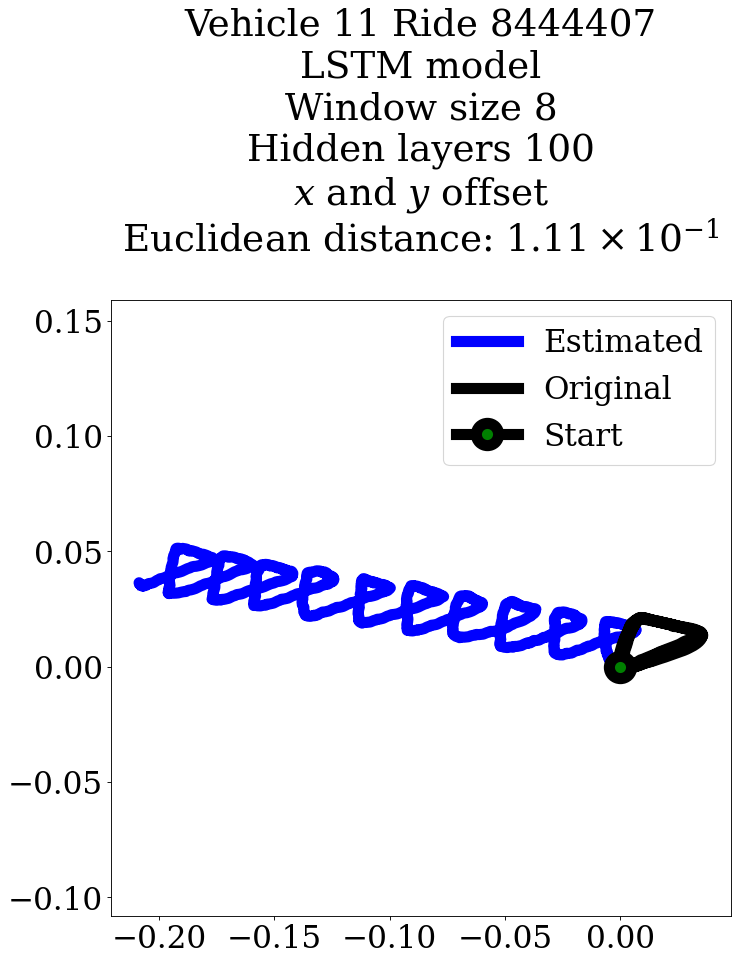 Vehicle 11 Ride 8444407
LSTM model
Window size 8
Hidden layers 100
x and y offset
Euclidean distance: 1.11 × 10⁻¹
Estimated
Original
Start
0.15
0.10
0.05
0.00
−0.05
−0.10
−0.20 −0.15 −0.10 −0.05 0.00